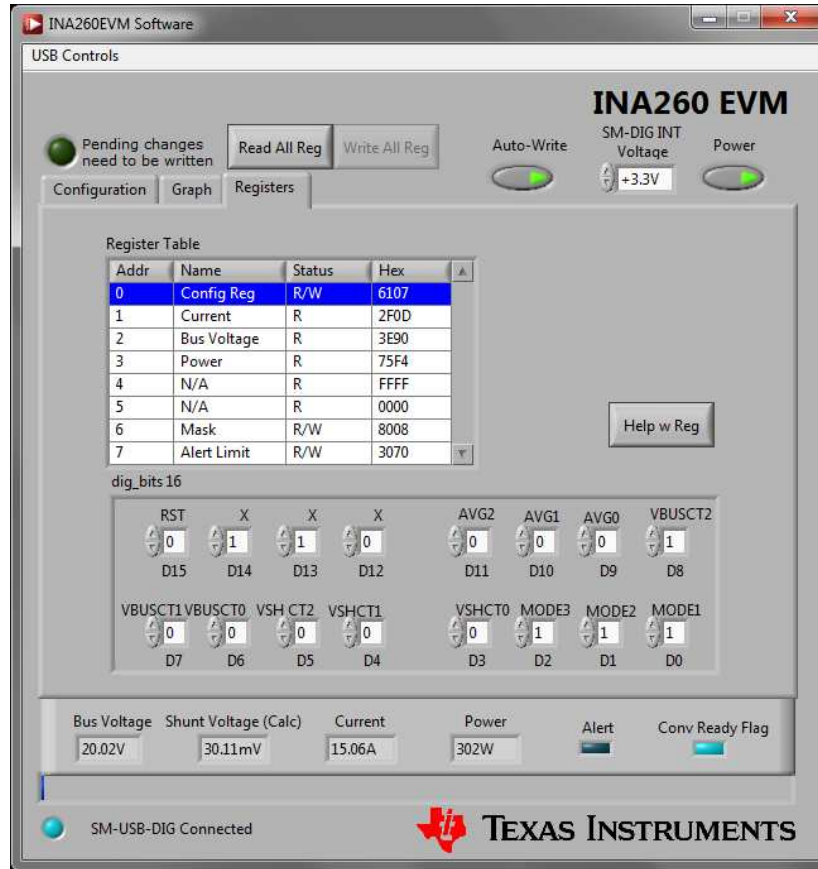 INA260EVM Software
USB Controls
INA260 EVM
Pending changes need to be written
Read All Reg
Write All Reg
Auto-Write
SM-DIG INT Voltage
+3.3V
Power
Configuration Graph Registers
Register Table
Addr Name Status Hex
0 Config Reg R/W 6107
1 Current R 2F0D
2 Bus Voltage R 3E90
3 Power R 75F4
4 N/A R FFFF
5 N/A R 0000
6 Mask R/W 8008
7 Alert Limit R/W 3070
Help w Reg
dig_bits 16
RST X X X AVG2 AVG1 AVG0 VBUSCT2
0 1 1 0 0 0 0 1
D15 D14 D13 D12 D11 D10 D9 D8
VBUSCT1 VBUSCT0 VSH CT2 VSHCT1 VSHCT0 MODE3 MODE2 MODE1
0 0 0 0 0 1 1 1
D7 D6 D5 D4 D3 D2 D1 D0
Bus Voltage Shunt Voltage (Calc) Current Power Alert Conv Ready Flag
20.02V 30.11mV 15.06A 302W
SM-USB-DIG Connected
TEXAS INSTRUMENTS